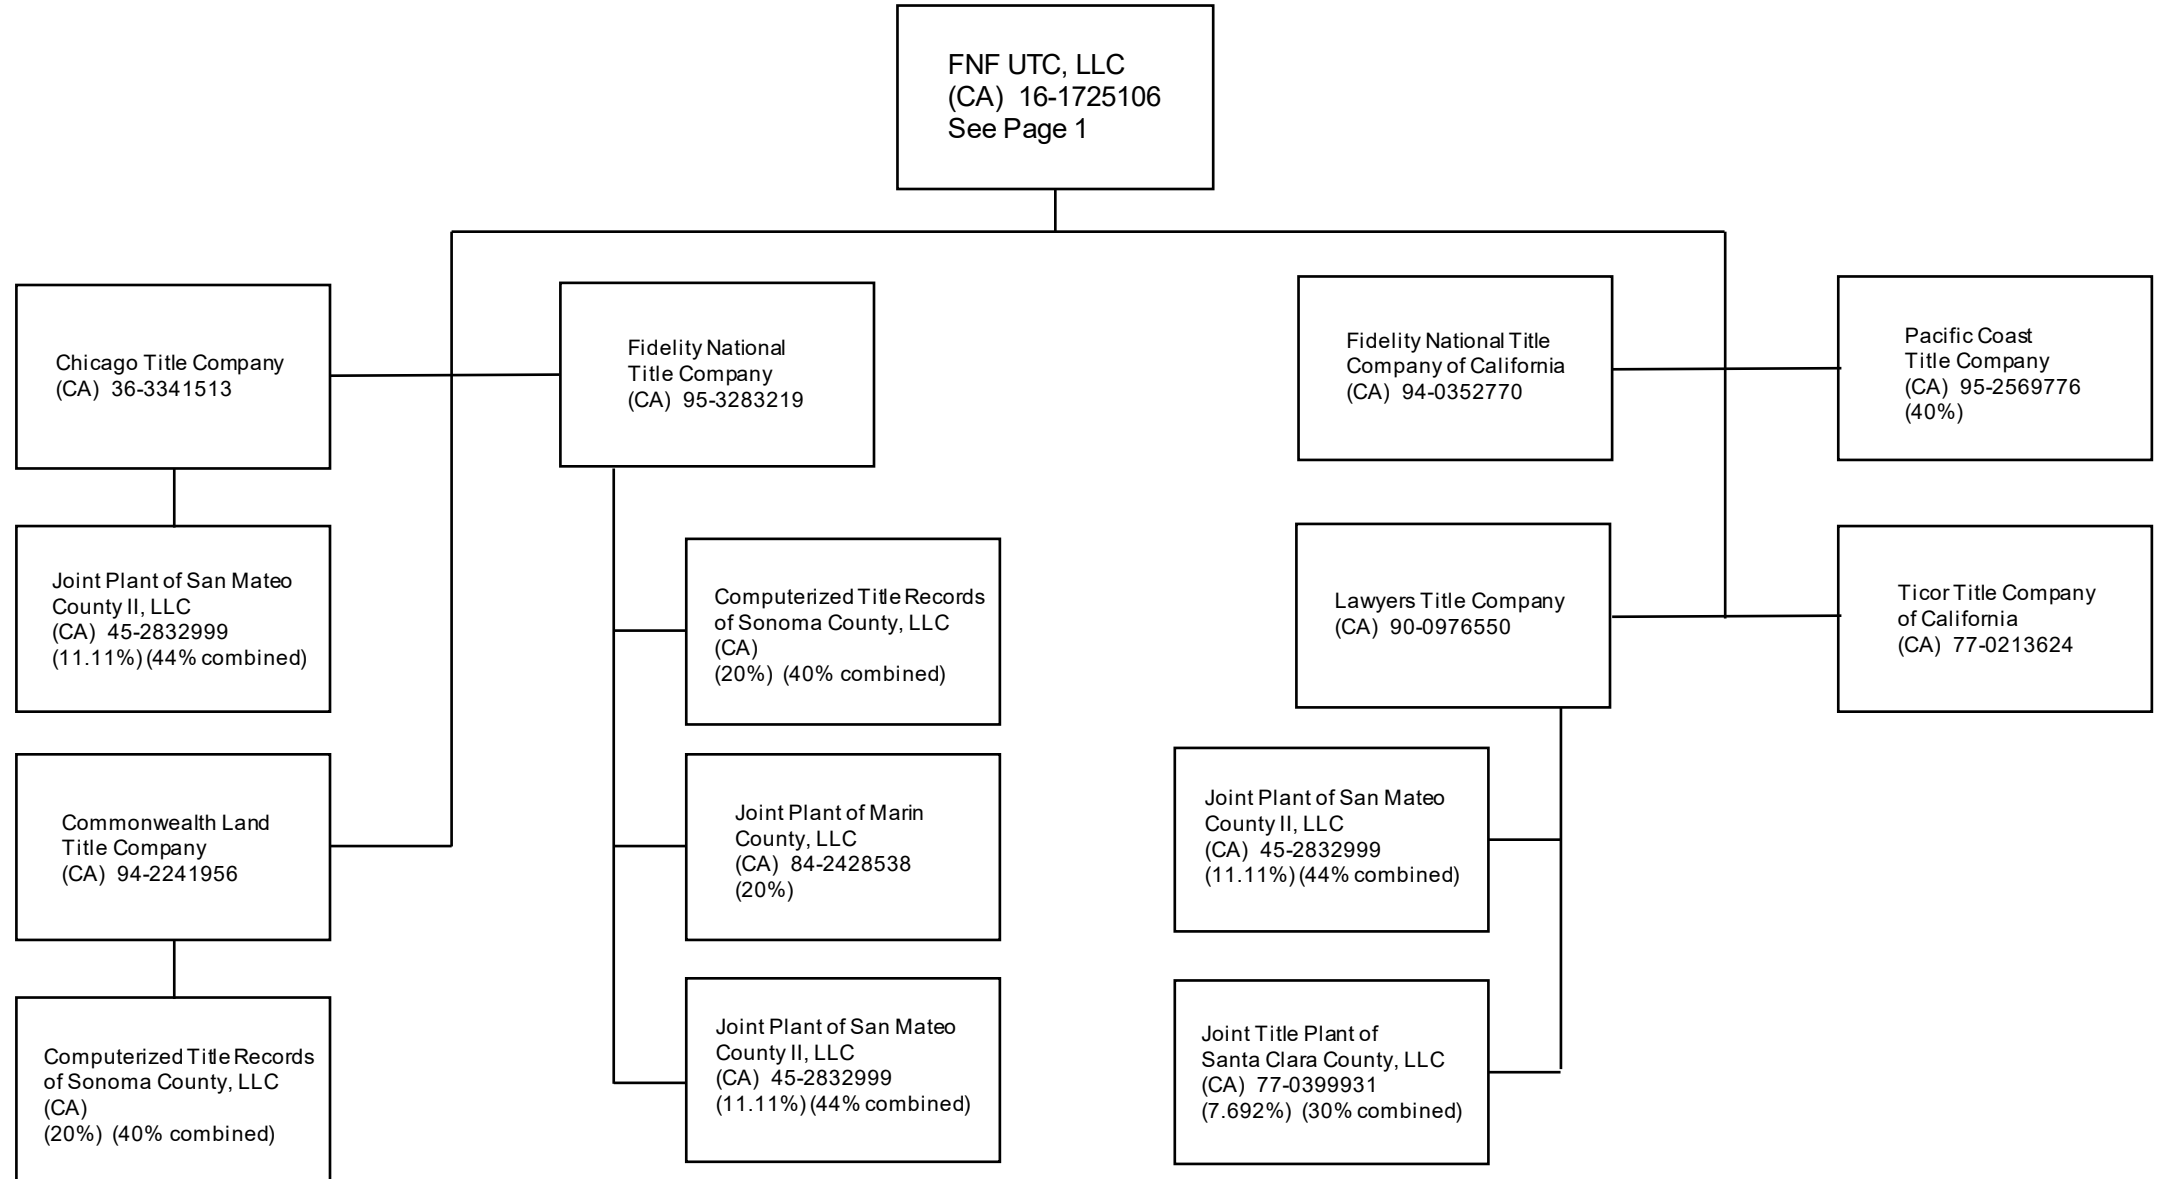 FNF UTC, LLC
(CA) 16-1725106
See Page 1
Chicago Title Company
(CA) 36-3341513
Fidelity National
Title Company
(CA) 95-3283219
Fidelity National Title
Company of California
(CA) 94-0352770
Pacific Coast
Title Company
(CA) 95-2569776
(40%)
Joint Plant of San Mateo
County II, LLC
(CA) 45-2832999
(11.11%) (44% combined)
Computerized Title Records
of Sonoma County, LLC
(CA)
(20%) (40% combined)
Lawyers Title Company
(CA) 90-0976550
Ticor Title Company
of California
(CA) 77-0213624
Commonwealth Land
Title Company
(CA) 94-2241956
Joint Plant of Marin
County, LLC
(CA) 84-2428538
(20%)
Joint Plant of San Mateo
County II, LLC
(CA) 45-2832999
(11.11%) (44% combined)
Computerized Title Records
of Sonoma County, LLC
(CA)
(20%) (40% combined)
Joint Plant of San Mateo
County II, LLC
(CA) 45-2832999
(11.11%) (44% combined)
Joint Title Plant of
Santa Clara County, LLC
(CA) 77-0399931
(7.692%) (30% combined)